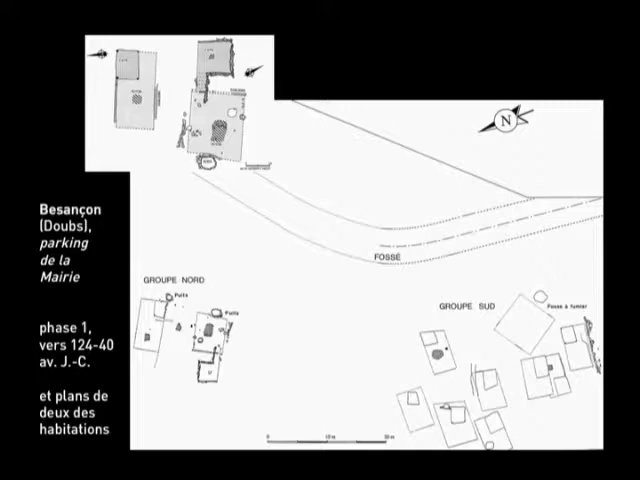 N
Besançon
(Doubs),
parking
de la
Mairie
phase 1,
vers 124-40
av. J.-C.
et plans de
deux des
habitations
FOSSÉ
GROUPE NORD
Puits
Puits
GROUPE SUD
Fosse à fumier
0 10 m 20 m